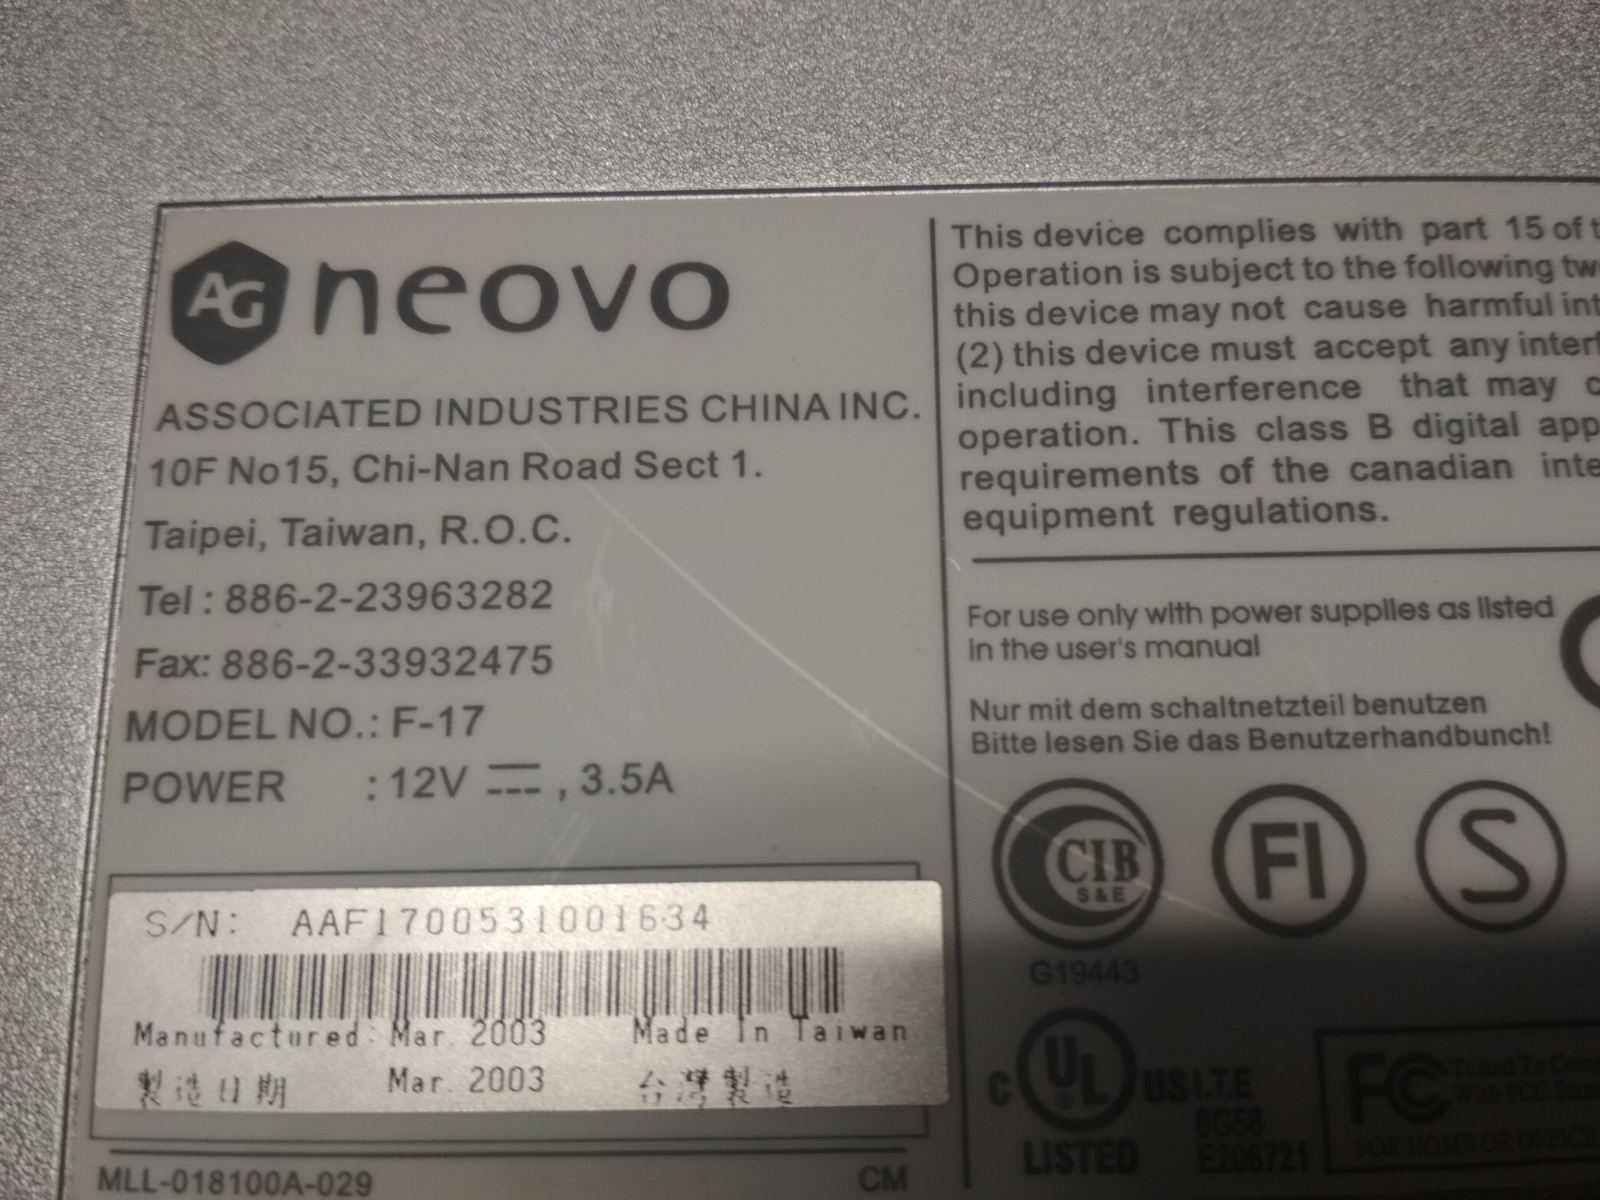 AG neovo
ASSOCIATED INDUSTRIES CHINA INC.
10F No15, Chi-Nan Road Sect 1.
Taipei, Taiwan, R.O.C.
Tel : 886-2-23963282
Fax: 886-2-33932475
MODEL NO.: F-17
POWER : 12V ⎓ , 3.5A
S/N: AAF1700531001634
Manufactured: Mar. 2003 Made In Taiwan
製造日期 Mar. 2003 台灣製造
MLL-018100A-029 CM
This device complies with part 15 of
Operation is subject to the following
this device may not cause harmful
(2) this device must accept any
including interference that may
operation. This class B digital
requirements of the canadian
equipment regulations.
For use only with power supplies as listed
in the user's manual
Nur mit dem schaltnetzteil benutzen
Bitte lesen Sie das Benutzerhandbunch!
CIB
S & E
G19443
FI
S
C UL US I.T.E
LISTED
E206721
FC
FOR HOME OR OFFICE